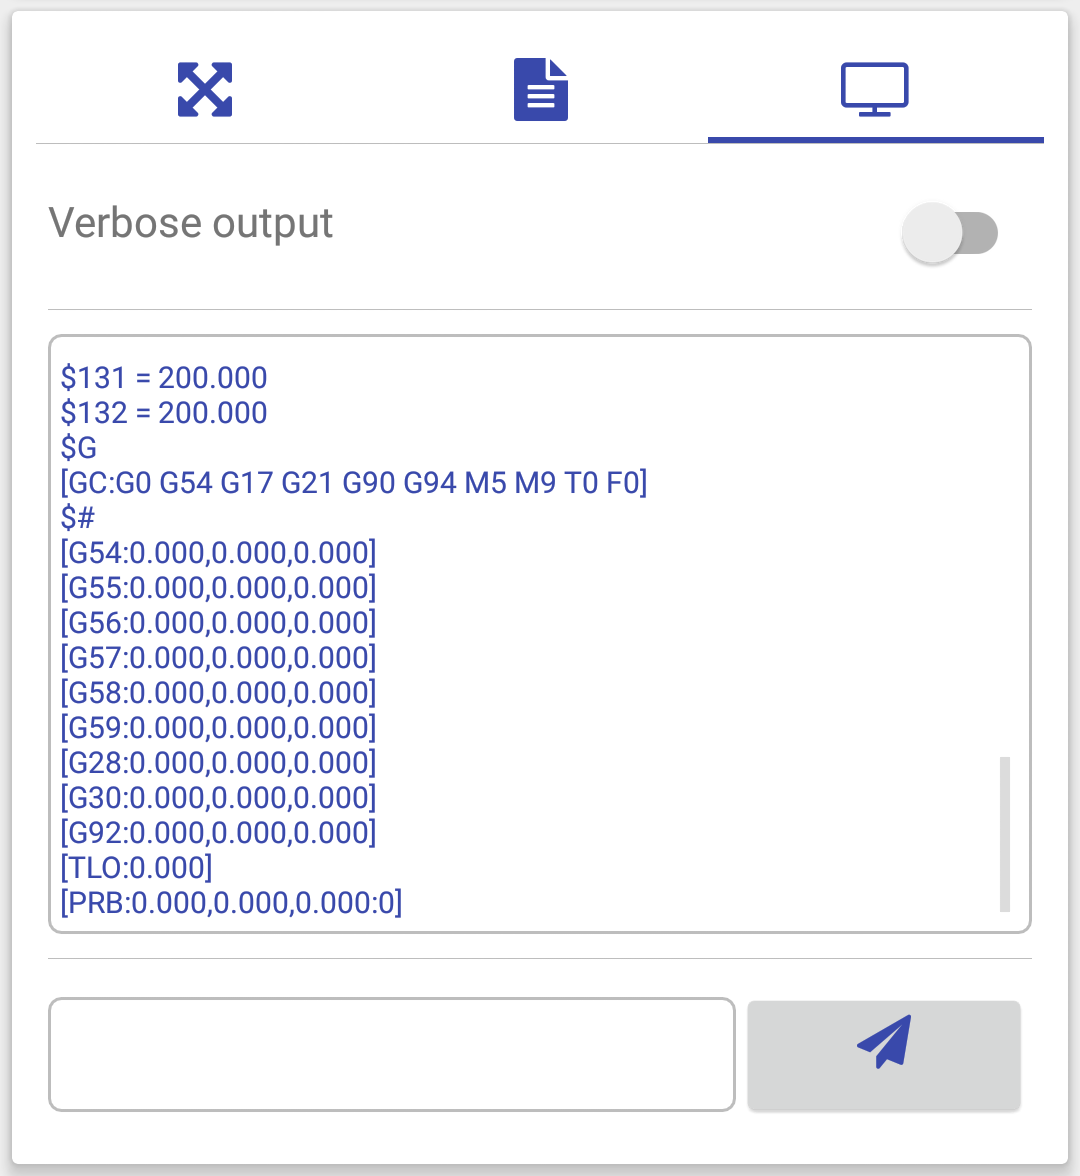 Verbose output
$131 = 200.000
$132 = 200.000
$G
[GC:G0 G54 G17 G21 G90 G94 M5 M9 T0 F0]
$#
[G54:0.000,0.000,0.000]
[G55:0.000,0.000,0.000]
[G56:0.000,0.000,0.000]
[G57:0.000,0.000,0.000]
[G58:0.000,0.000,0.000]
[G59:0.000,0.000,0.000]
[G28:0.000,0.000,0.000]
[G30:0.000,0.000,0.000]
[G92:0.000,0.000,0.000]
[TLO:0.000]
[PRB:0.000,0.000,0.000:0]